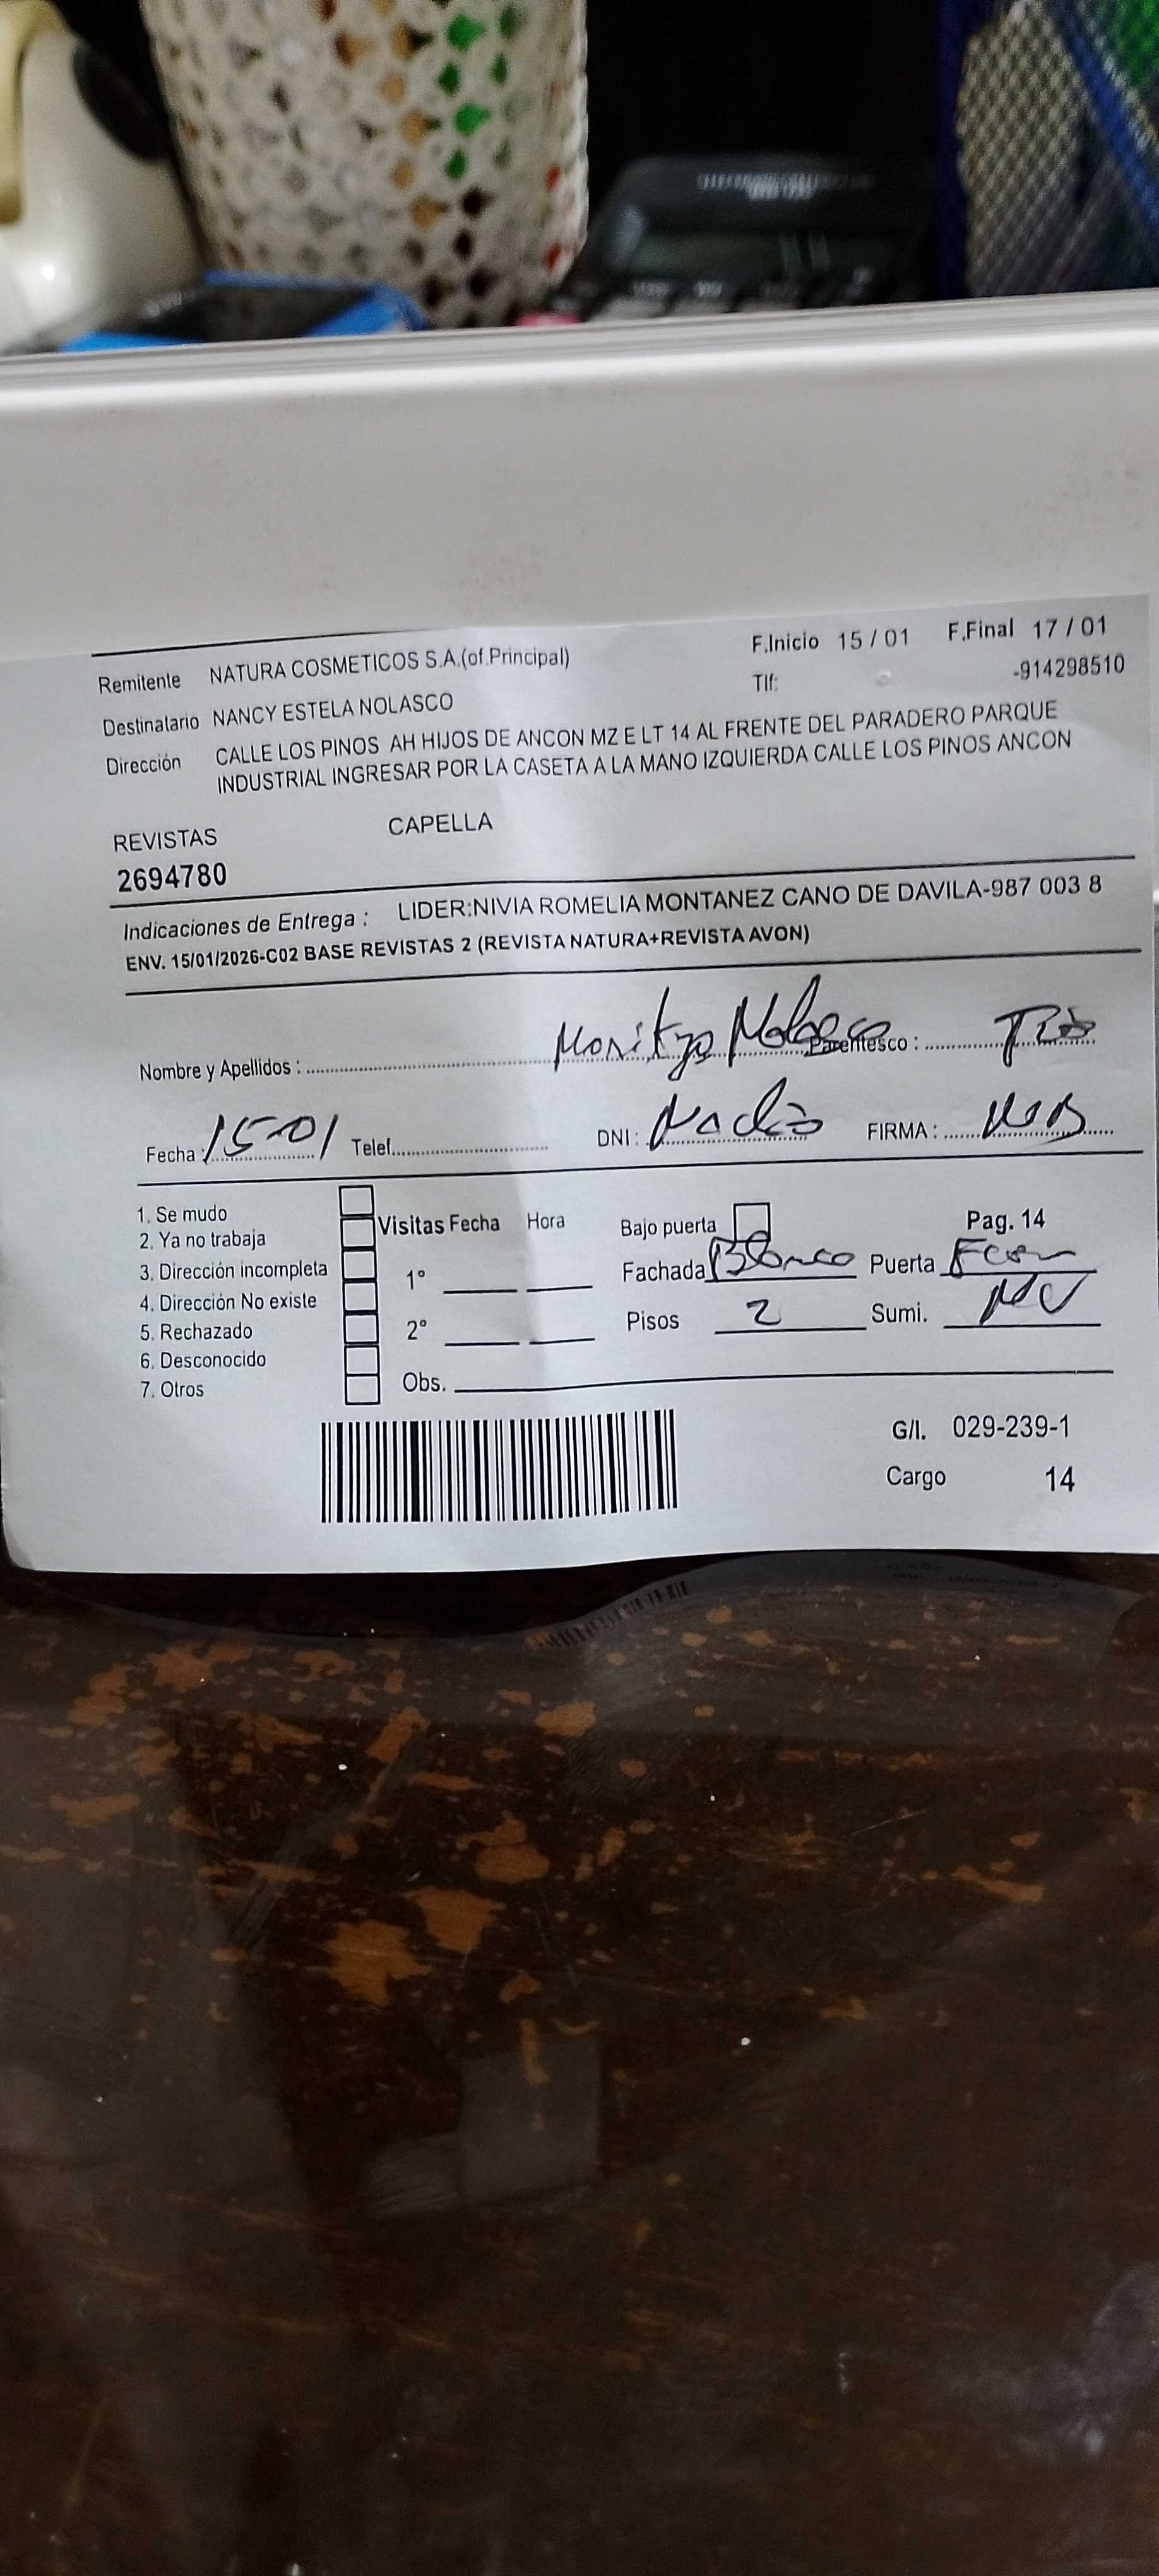 Remitente NATURA COSMETICOS S.A.(of.Principal) F.Inicio 15 / 01 F.Final 17 / 01
Tlf: -914298510
Destinatario NANCY ESTELA NOLASCO
Dirección CALLE LOS PINOS AH HIJOS DE ANCON MZ E LT 14 AL FRENTE DEL PARADERO PARQUE
INDUSTRIAL INGRESAR POR LA CASETA A LA MANO IZQUIERDA CALLE LOS PINOS ANCON
REVISTAS CAPELLA
2694780
Indicaciones de Entrega : LIDER:NIVIA ROMELIA MONTANEZ CANO DE DAVILA-987 003 8
ENV. 15/01/2026-C02 BASE REVISTAS 2 (REVISTA NATURA+REVISTA AVON)
Nombre y Apellidos : Nolasco Parentesco :
Fecha : 15-01 Telef. DNI : FIRMA :
1. Se mudo
2. Ya no trabaja
3. Dirección incompleta
4. Dirección No existe
5. Rechazado
6. Desconocido
7. Otros
Visitas Fecha Hora
1°
2°
Obs.
Bajo puerta Pag. 14
Fachada Blanco Puerta
Pisos 2 Sumi.
G/I. 029-239-1
Cargo 14